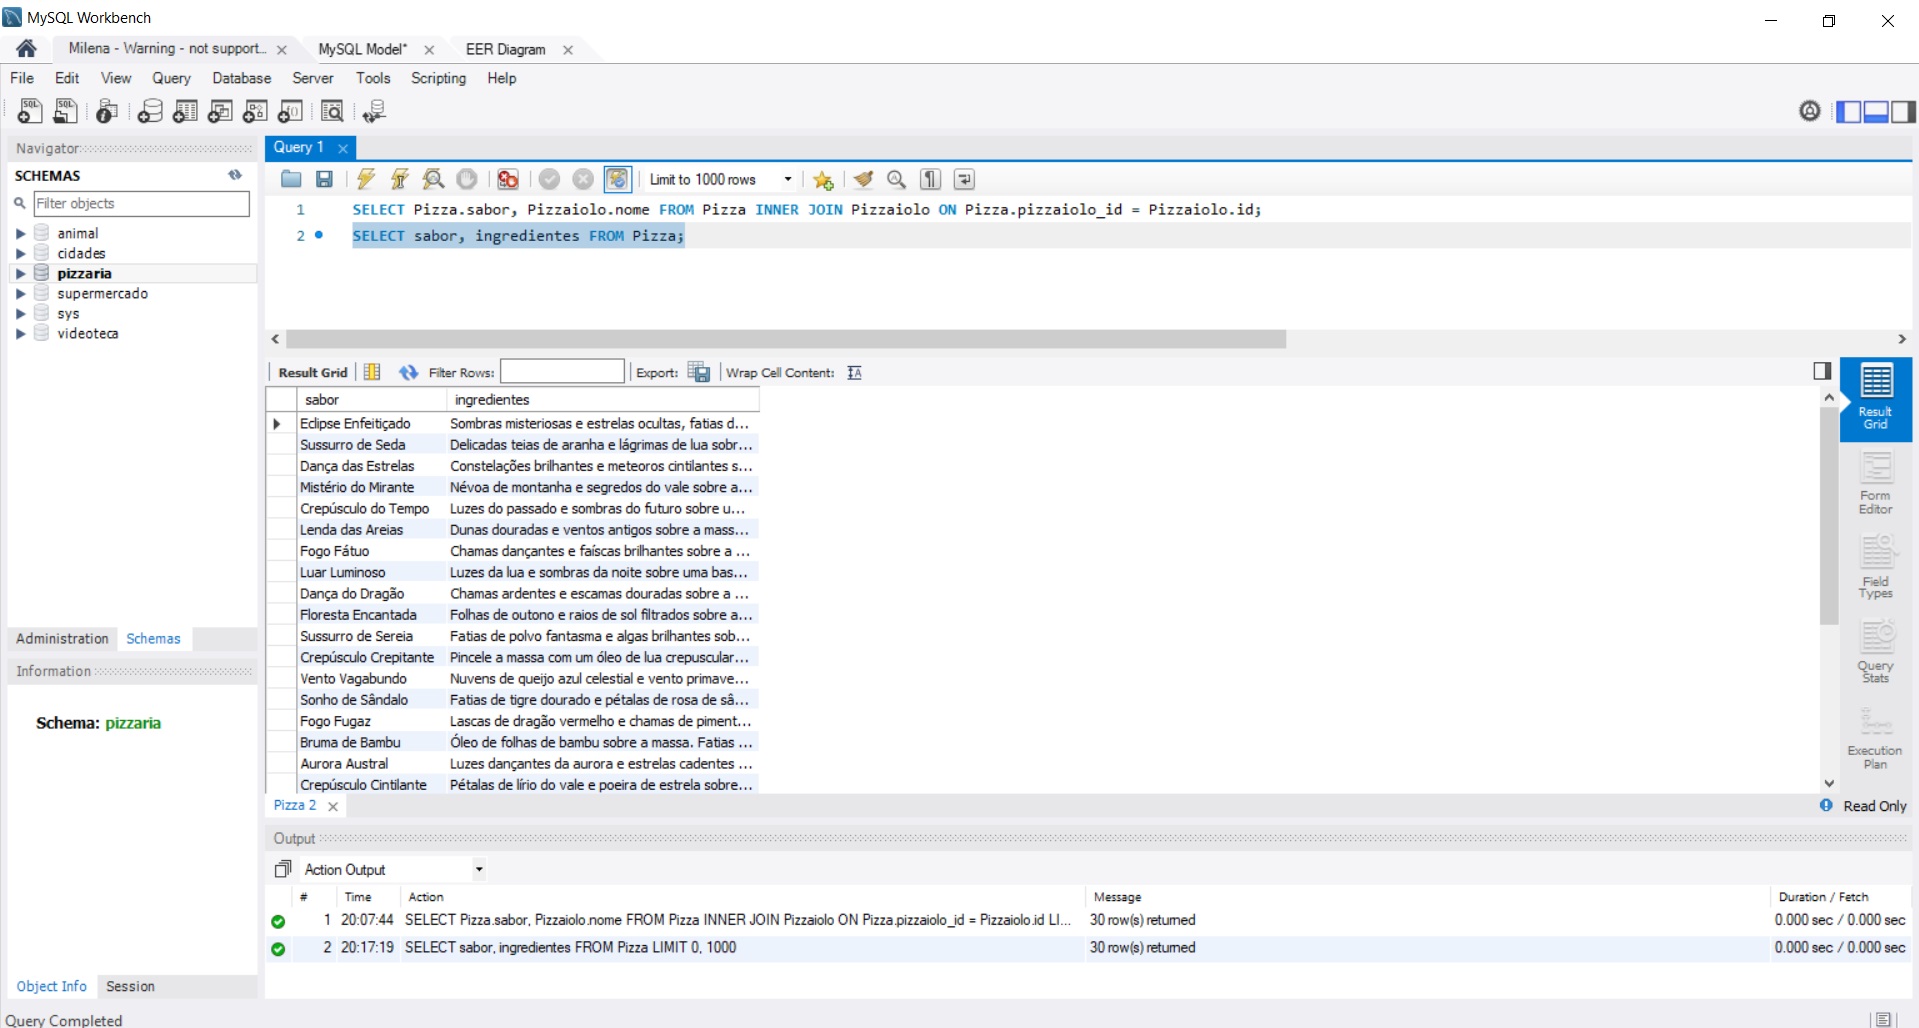 MySQL Workbench
Milena - Warning - not support...
MySQL Model*
EER Diagram
File Edit View Query Database Server Tools Scripting Help
Navigator
Query 1
SCHEMAS
Filter objects
animal
cidades
pizzaria
supermercado
sys
videoteca
Administration Schemas
Information
Schema: pizzaria
Object Info Session
Limit to 1000 rows
1 SELECT Pizza.sabor, Pizzaiolo.nome FROM Pizza INNER JOIN Pizzaiolo ON Pizza.pizzaiolo_id = Pizzaiolo.id;
2 SELECT sabor, ingredientes FROM Pizza;
Result Grid Filter Rows: Export: Wrap Cell Content:
sabor ingredientes
Eclipse Enfeitiçado Sombras misteriosas e estrelas ocultas, fatias d...
Sussurro de Seda Delicadas teias de aranha e lágrimas de lua sobr...
Dança das Estrelas Constelações brilhantes e meteoros cintilantes s...
Mistério do Mirante Névoa de montanha e segredos do vale sobre a...
Crepúsculo do Tempo Luzes do passado e sombras do futuro sobre u...
Lenda das Areias Dunas douradas e ventos antigos sobre a mass...
Fogo Fátuo Chamas dançantes e faíscas brilhantes sobre a ...
Luar Luminoso Luzes da lua e sombras da noite sobre uma bas...
Dança do Dragão Chamas ardentes e escamas douradas sobre a ...
Floresta Encantada Folhas de outono e raios de sol filtrados sobre a...
Sussurro de Sereia Fatias de polvo fantasma e algas brilhantes sob...
Crepúsculo Crepitante Pincele a massa com um óleo de lua crepuscular...
Vento Vagabundo Nuvens de queijo azul celestial e vento primave...
Sonho de Sândalo Fatias de tigre dourado e pétalas de rosa de sâ...
Fogo Fugaz Lascas de dragão vermelho e chamas de piment...
Bruma de Bambu Óleo de folhas de bambu sobre a massa. Fatias ...
Aurora Austral Luzes dançantes da aurora e estrelas cadentes ...
Crepúsculo Cintilante Pétalas de lírio do vale e poeira de estrela sobre...
Result
Grid
Form
Editor
Field
Types
Query
Stats
Execution
Plan
Pizza 2
Read Only
Output
Action Output
# Time Action Message Duration / Fetch
1 20:07:44 SELECT Pizza.sabor, Pizzaiolo.nome FROM Pizza INNER JOIN Pizzaiolo ON Pizza.pizzaiolo_id = Pizzaiolo.id LI... 30 row(s) returned 0.000 sec / 0.000 sec
2 20:17:19 SELECT sabor, ingredientes FROM Pizza LIMIT 0, 1000 30 row(s) returned 0.000 sec / 0.000 sec
Query Completed